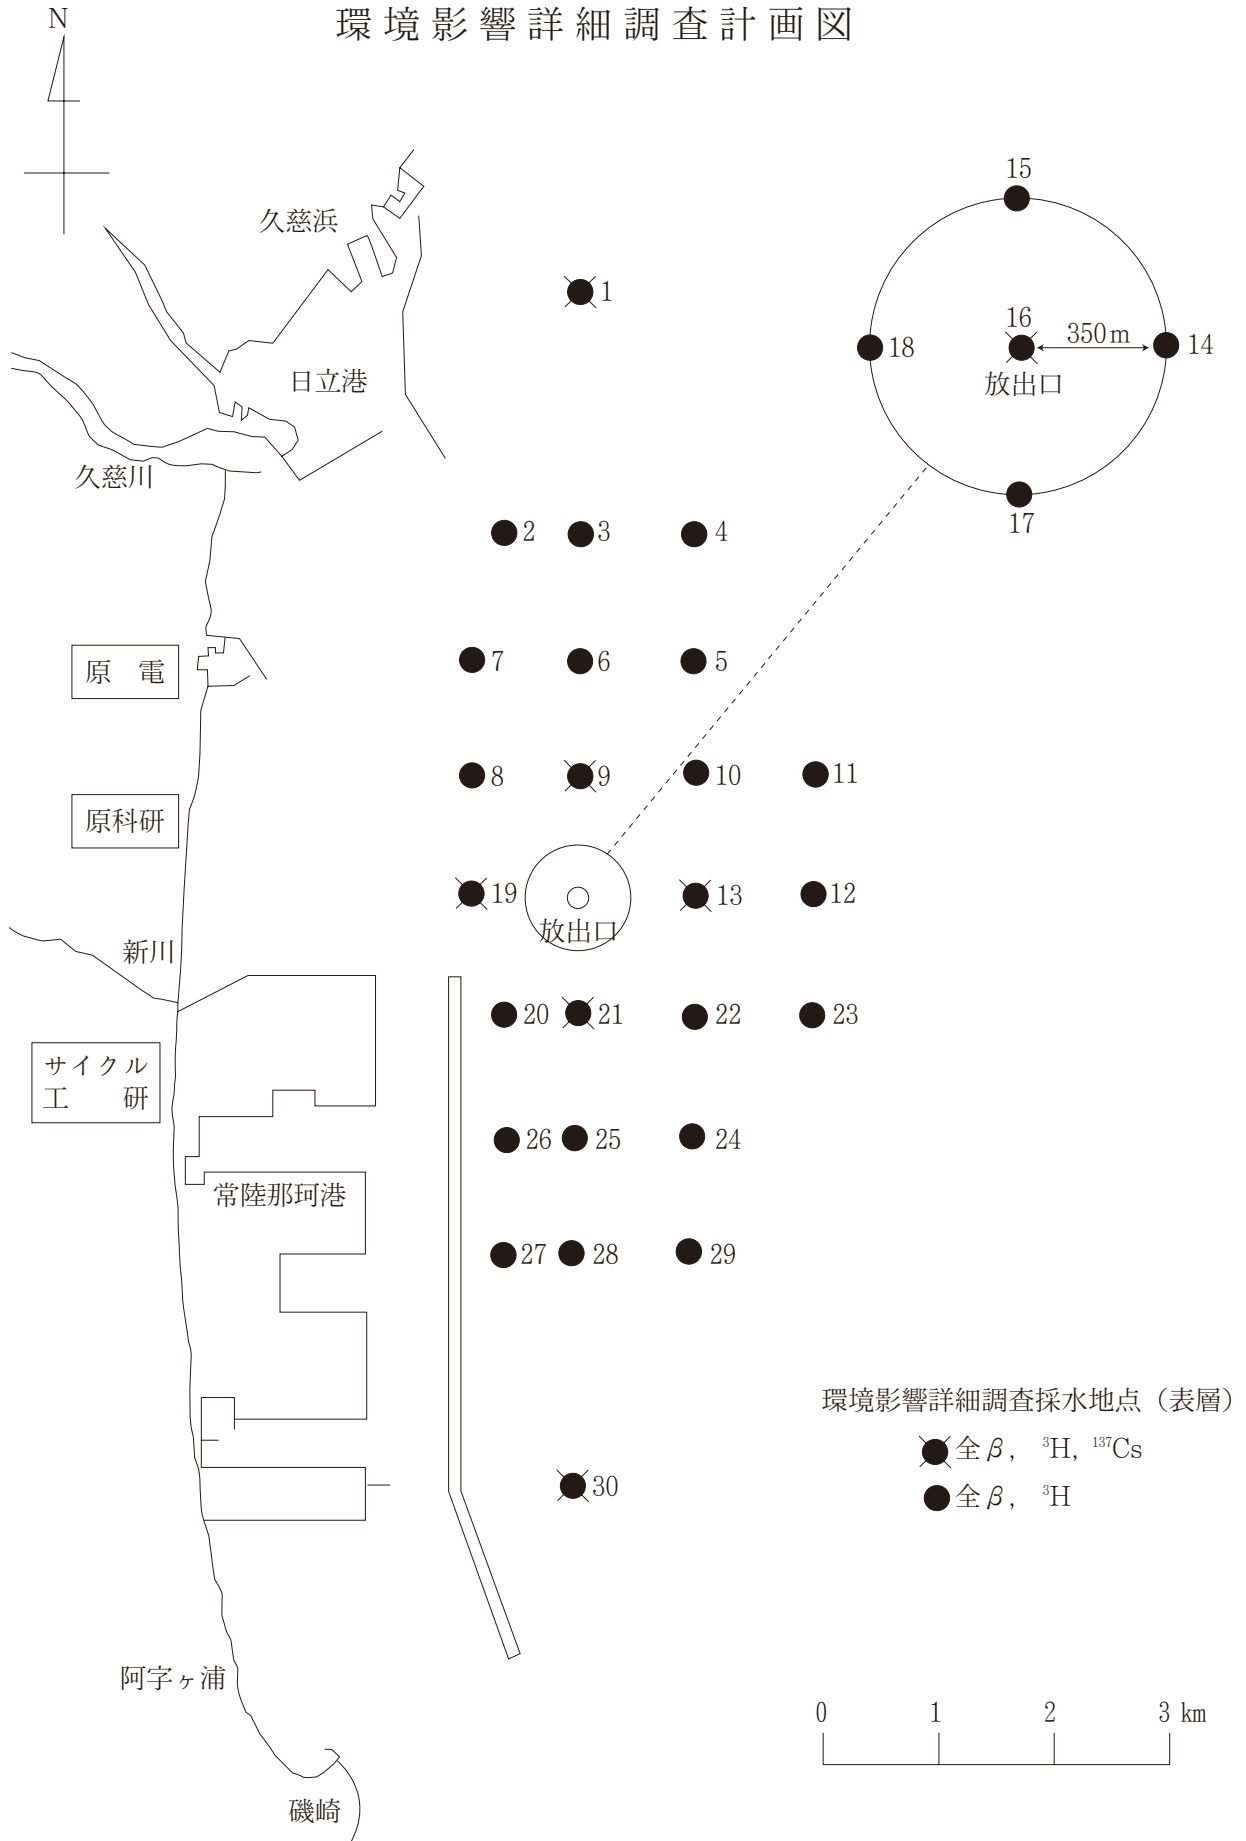 環境影響詳細調査計画図
N
久慈浜
1
日立港
久慈川
15
16
350m
14
18
放出口
17
2
3
4
7
6
5
原電
8
9
10
11
原科研
19
放出口
13
12
新川
20
21
22
23
サイクル
工研
26
25
24
常陸那珂港
27
28
29
環境影響詳細調査採水地点（表層）
全β, ³H, ¹³⁷Cs
全β, ³H
30
阿字ヶ浦
0 1 2 3 km
磯崎